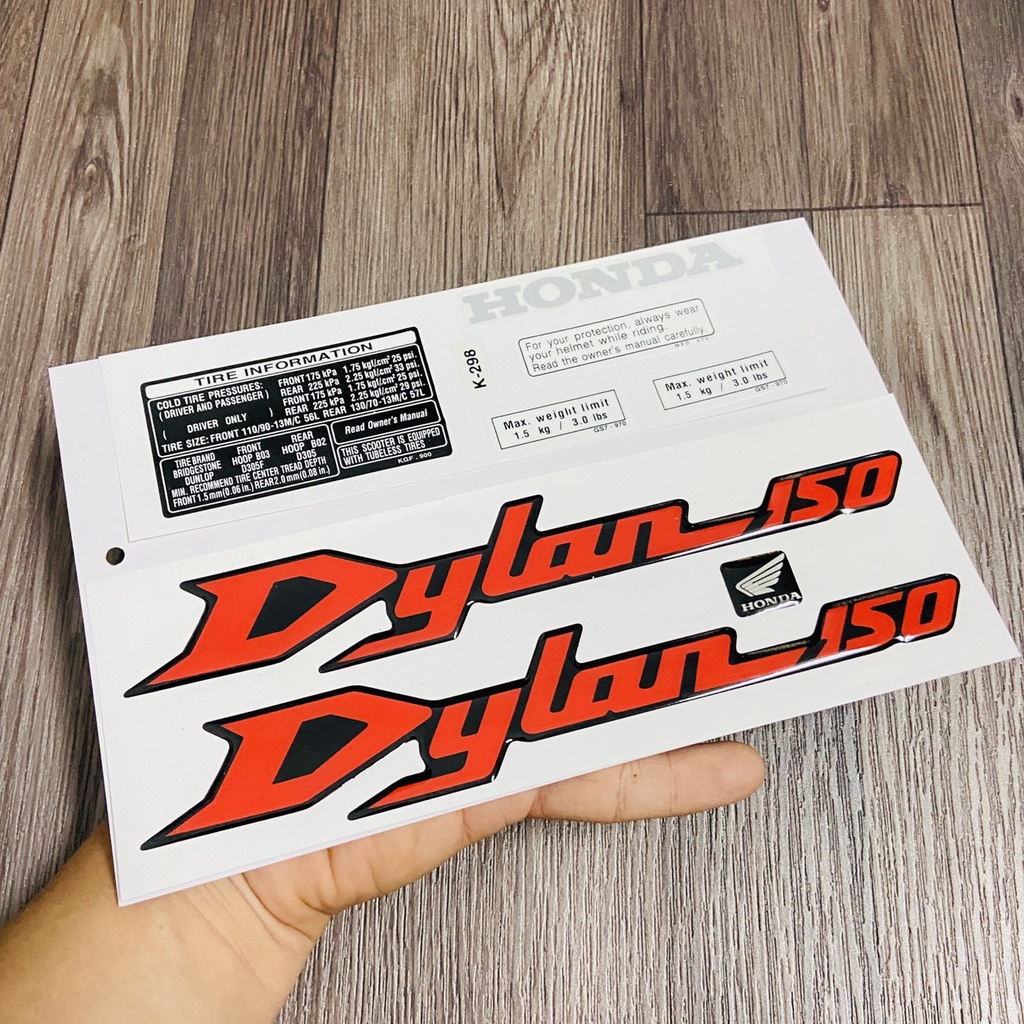 HONDA
For your protection, always wear
your helmet while riding.
Read the owner's manual carefully.
K-298
Max. weight limit
1.5 kg / 3.0 lbs
GS7-970
Max. weight limit
1.5 kg / 3.0 lbs
GS7-970
TIRE INFORMATION
COLD TIRE PRESSURES: FRONT 175 kPa 1.75 kgf/cm² 25 psi.
(DRIVER AND PASSENGER) REAR 225 kPa 2.25 kgf/cm² 33 psi.
( DRIVER ONLY ) FRONT 175 kPa 1.75 kgf/cm² 25 psi.
REAR 225 kPa 2.25 kgf/cm² 29 psi.
TIRE SIZE: FRONT 110/90-13M/C 56L REAR 130/70-13M/C 57L
TIRE BRAND FRONT REAR
BRIDGESTONE HOOP B03 HOOP B02
DUNLOP D305F D305
MIN. RECOMMEND TIRE CENTER TREAD DEPTH
FRONT 1.5mm (0.06 in.) REAR 2.0mm (0.08 in.)
Read Owner's Manual
THIS SCOOTER IS EQUIPPED
WITH TUBELESS TIRES
KGF-900
Dylan 150
HONDA
Dylan 150